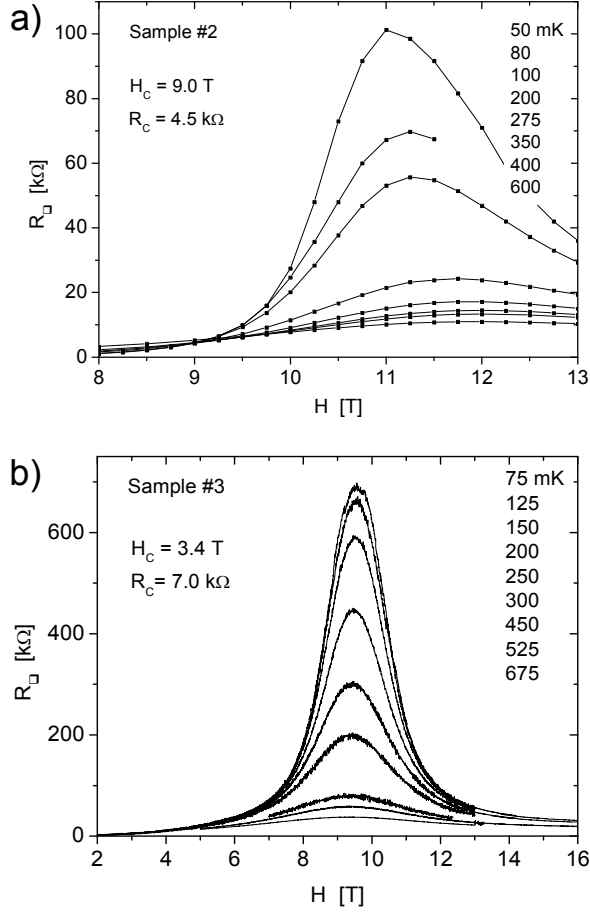 a)
Sample #2
H_C = 9.0 T
R_C = 4.5 kΩ
50 mK
80
100
200
275
350
400
600
R□ [kΩ]
100
80
60
40
20
0
8 9 10 11 12 13
H [T]
b)
Sample #3
H_C = 3.4 T
R_C = 7.0 kΩ
75 mK
125
150
200
250
300
450
525
675
R□ [kΩ]
600
400
200
0
2 4 6 8 10 12 14 16
H [T]